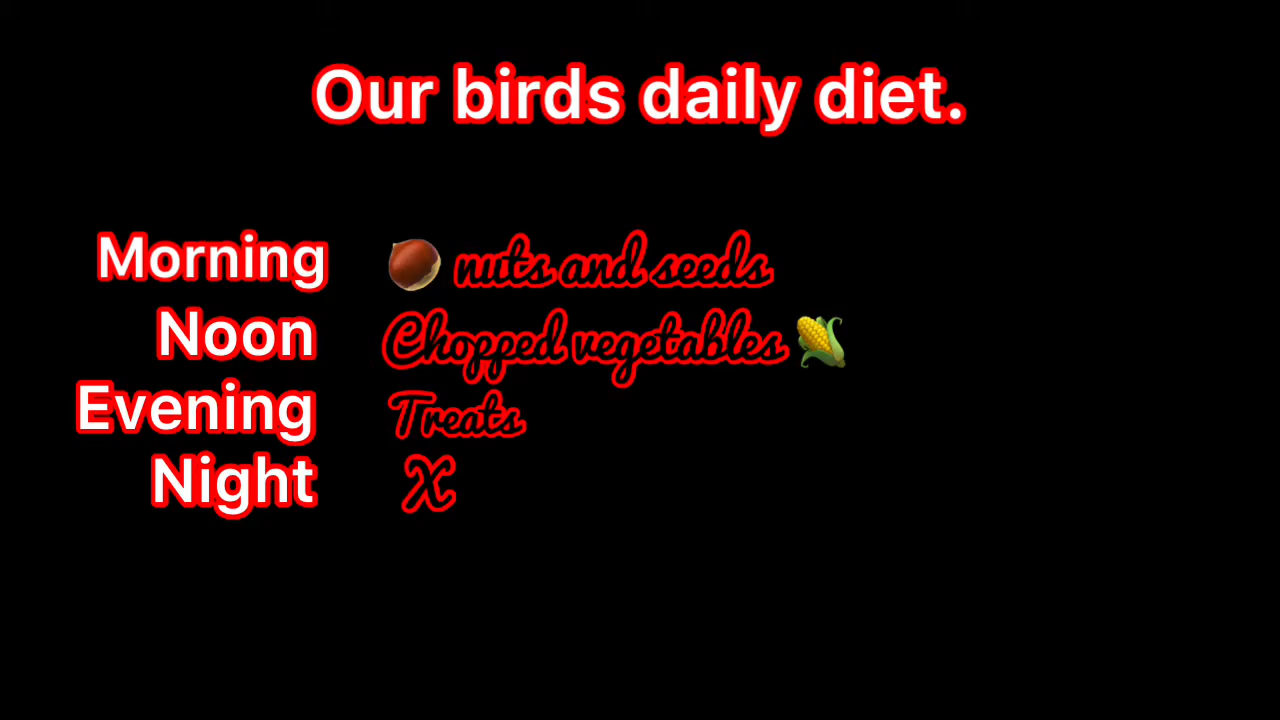 Our birds daily diet.
Morning 🌰 nuts and seeds
Noon Chopped vegetables 🌽
Evening Treats
Night X